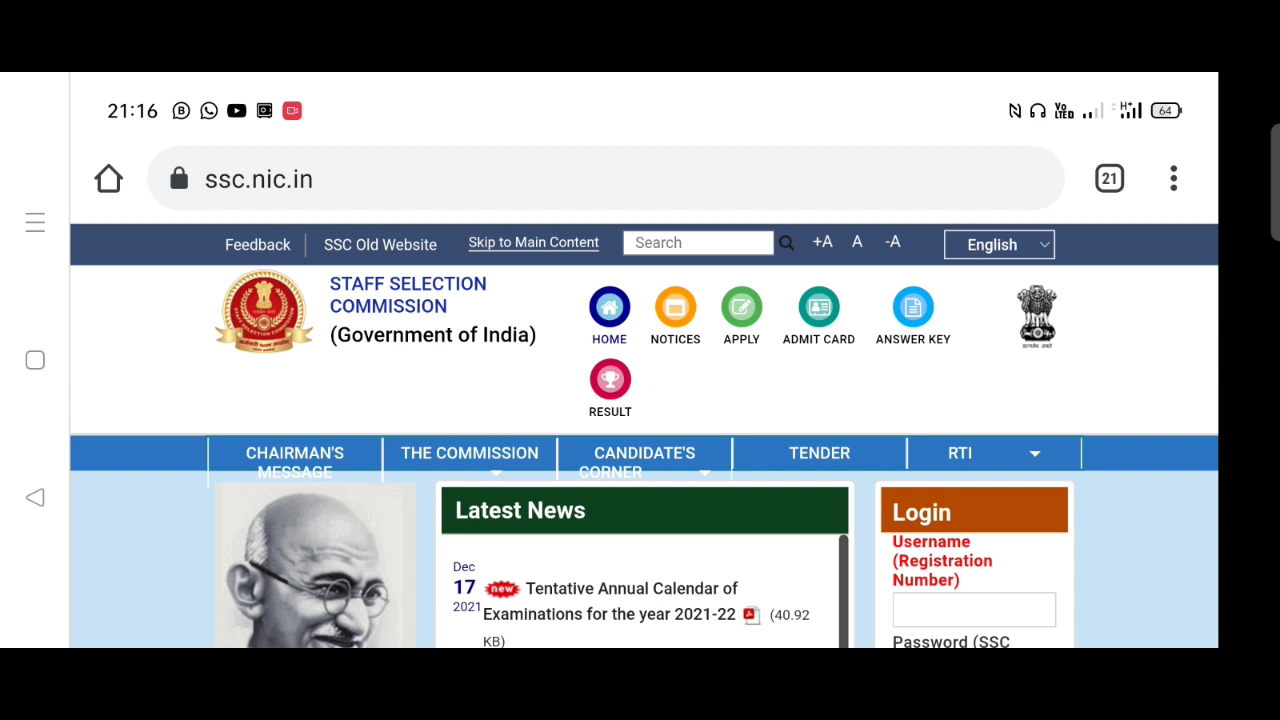 21:16
Vo
LTE
H+
64
ssc.nic.in
21
Feedback
SSC Old Website
Skip to Main Content
Search
+A A -A
English
STAFF SELECTION
COMMISSION
(Government of India)
HOME
NOTICES
APPLY
ADMIT CARD
ANSWER KEY
RESULT
CHAIRMAN'S
MESSAGE
THE COMMISSION
CANDIDATE'S
CORNER
TENDER
RTI
Latest News
Dec
17
2021
new Tentative Annual Calendar of
Examinations for the year 2021-22 (40.92
KB)
Login
Username
(Registration
Number)
Password (SSC